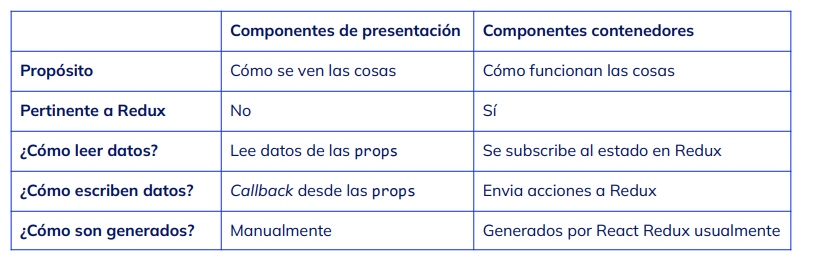 Componentes de presentación Componentes contenedores
Propósito Cómo se ven las cosas Cómo funcionan las cosas
Pertinente a Redux No Sí
¿Cómo leer datos? Lee datos de las props Se subscribe al estado en Redux
¿Cómo escriben datos? Callback desde las props Envia acciones a Redux
¿Cómo son generados? Manualmente Generados por React Redux usualmente